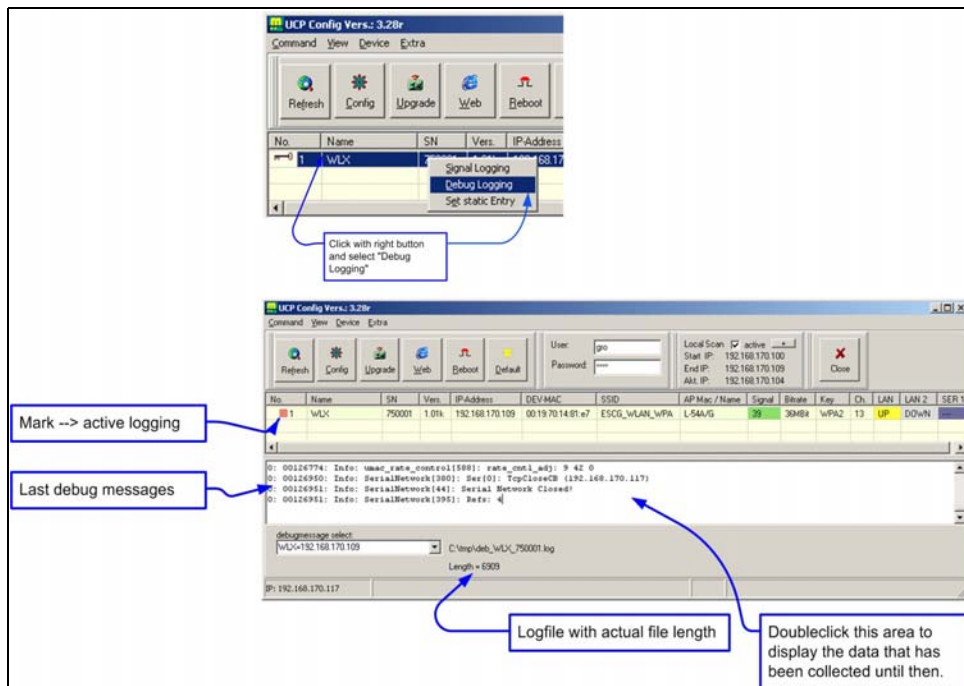 UCP Config Vers.: 3.28r
Command View Device Extra
Refresh Config Upgrade Web Reboot
No. Name SN Vers. IP-Address
1 WLX
Signal Logging
Debug Logging
Set static Entry
Click with right button
and select "Debug
Logging"
UCP Config Vers.: 3.28r
Command View Device Extra
Refresh Config Upgrade Web Reboot Default
User: gro
Password: ****
Local Scan active
Start IP: 192.168.170.100
End IP: 192.168.170.109
Akt. IP: 192.168.170.104
Close
No. Name SN Vers. IP-Address DEV-MAC SSID AP Mac / Name Signal Bitrate Key Ch. LAN LAN 2 SER 1
1 WLX 750001 1.01k 192.168.170.109 00:19:70:14:81:e7 ESCG_WLAN_WPA L-54A/G 39 36MBit WPA2 13 UP DOWN ---
Mark --> active logging
Last debug messages
0: 00126774: Info: umac_rate_control[588]: rate_cntl_adj: 9 42 0
0: 00126950: Info: SerialNetwork[380]: Ser[0]: TcpCloseCB (192.168.170.117)
0: 00126951: Info: SerialNetwork[44]: Serial Network Closed!
0: 00126951: Info: SerialNetwork[395]: Refs: 4
debugmessage select:
WLX=192.168.170.109
C:\tmp\deb_WLX_750001.log
Length = 6909
IP: 192.168.170.117
Logfile with actual file length
Doubleclick this area to
display the data that has
been collected until then.